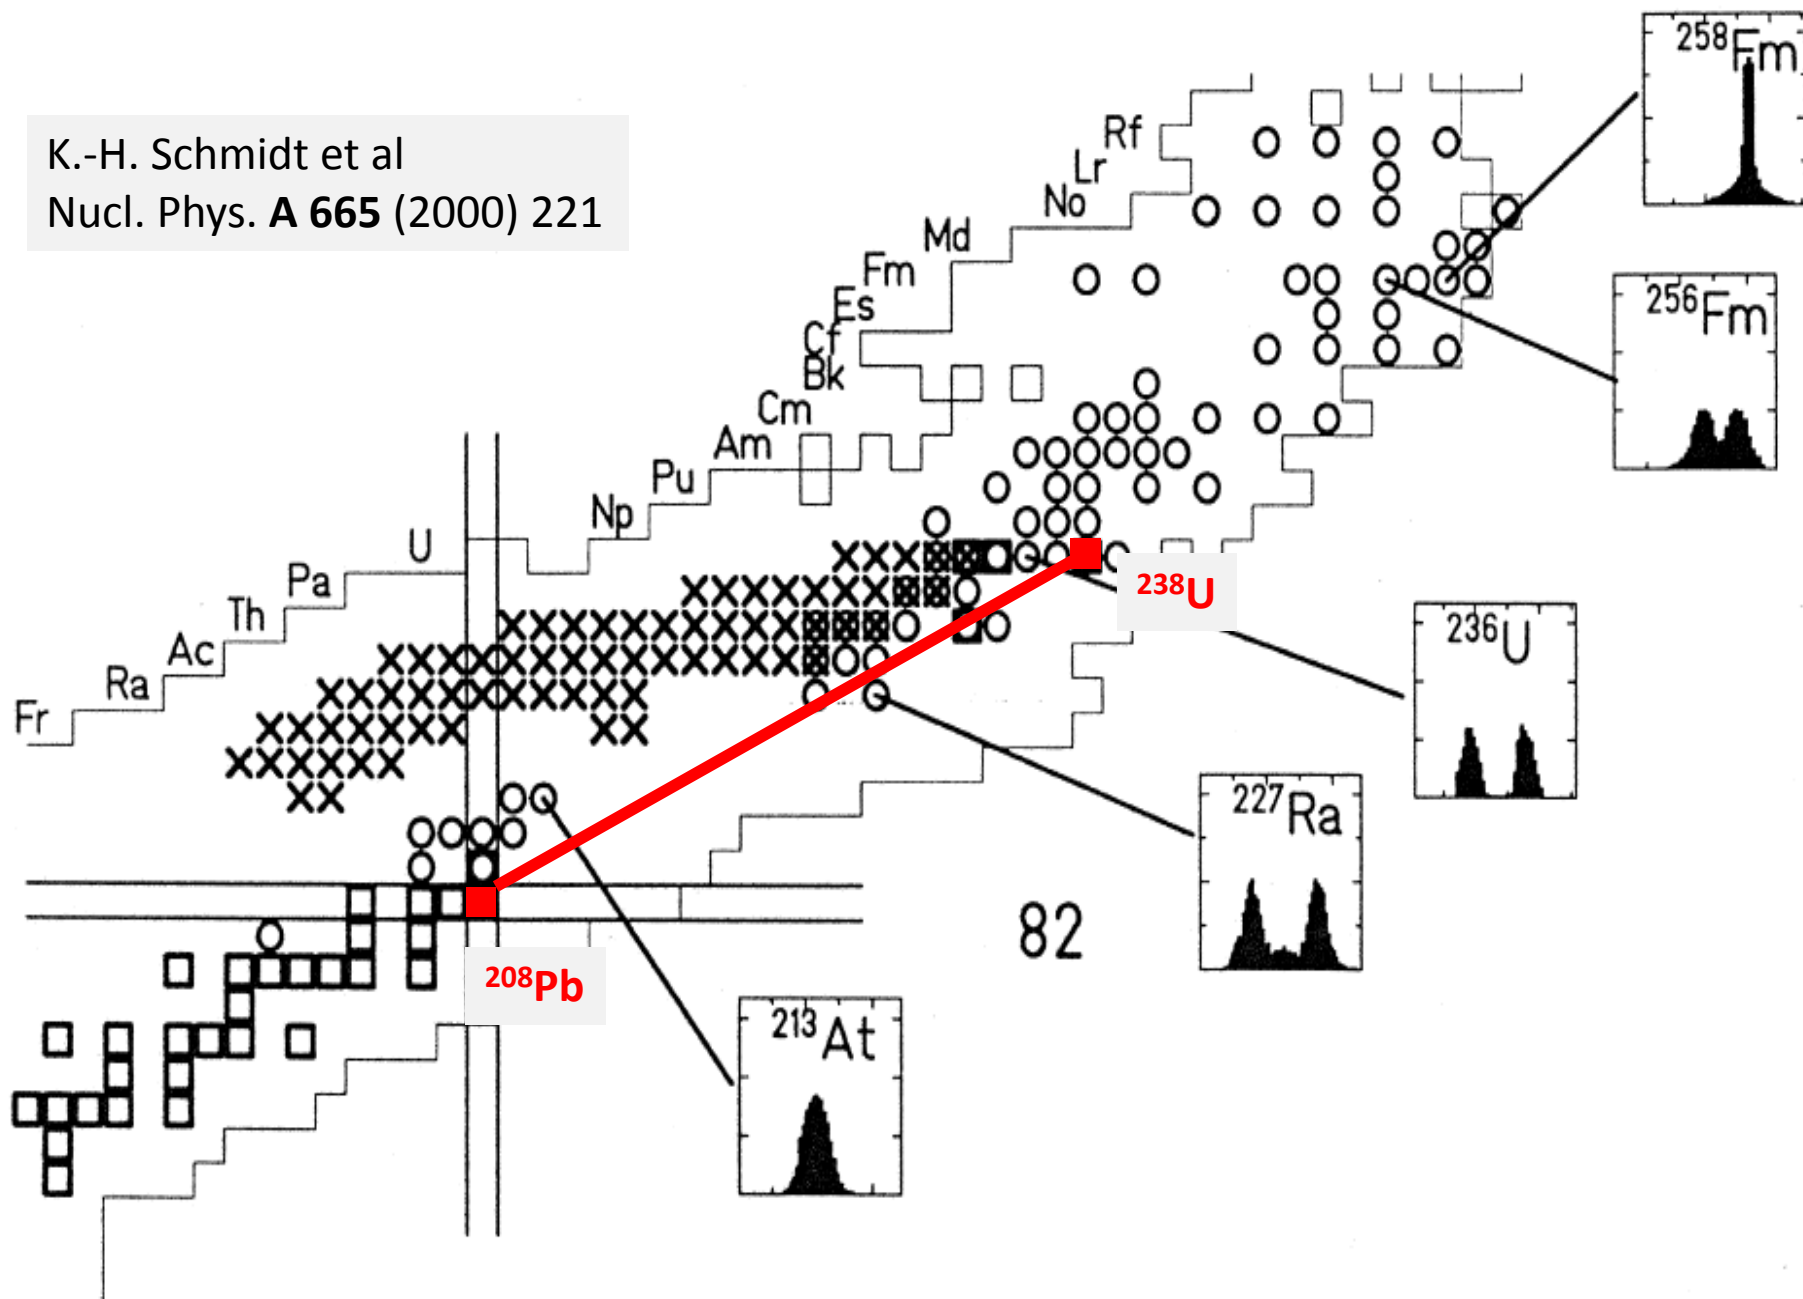 K.-H. Schmidt et al
Nucl. Phys. A 665 (2000) 221
²⁵⁸Fm
²⁵⁶Fm
Rf
Lr
No
Md
Fm
Es
Cf
Bk
Cm
Am
Pu
Np
U
Pa
Th
Ac
Ra
Fr
²³⁸U
²³⁶U
²²⁷Ra
82
²⁰⁸Pb
²¹³At